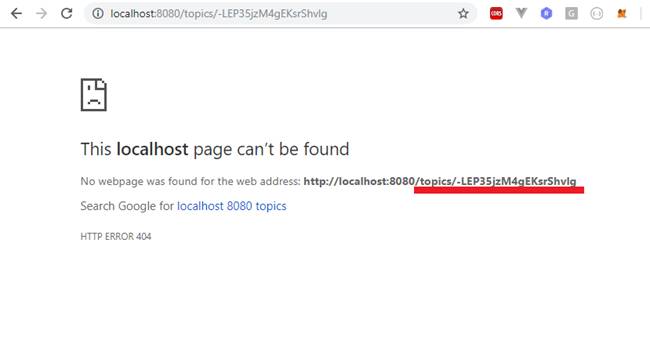 localhost:8080/topics/-LEP35jzM4gEKsrShvlg
CORS
G
This localhost page can’t be found
No webpage was found for the web address: http://localhost:8080/topics/-LEP35jzM4gEKsrShvlg
Search Google for localhost 8080 topics
HTTP ERROR 404